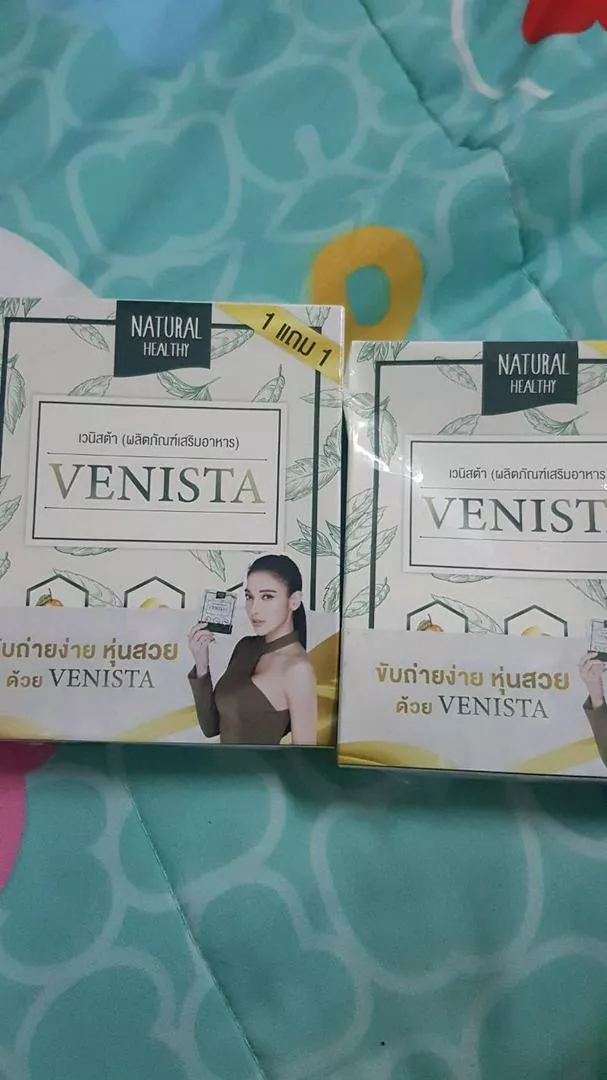 NATURAL
HEALTHY
1 แถม 1
เวนิสต้า (ผลิตภัณฑ์เสริมอาหาร)
VENISTA
ขับถ่ายง่าย หุ่นสวย
ด้วย VENISTA
VENISTA
NATURAL
HEALTHY
เวนิสต้า (ผลิตภัณฑ์เสริมอาหาร
VENIST
ขับถ่ายง่าย หุ่นสวย
ด้วย VENISTA